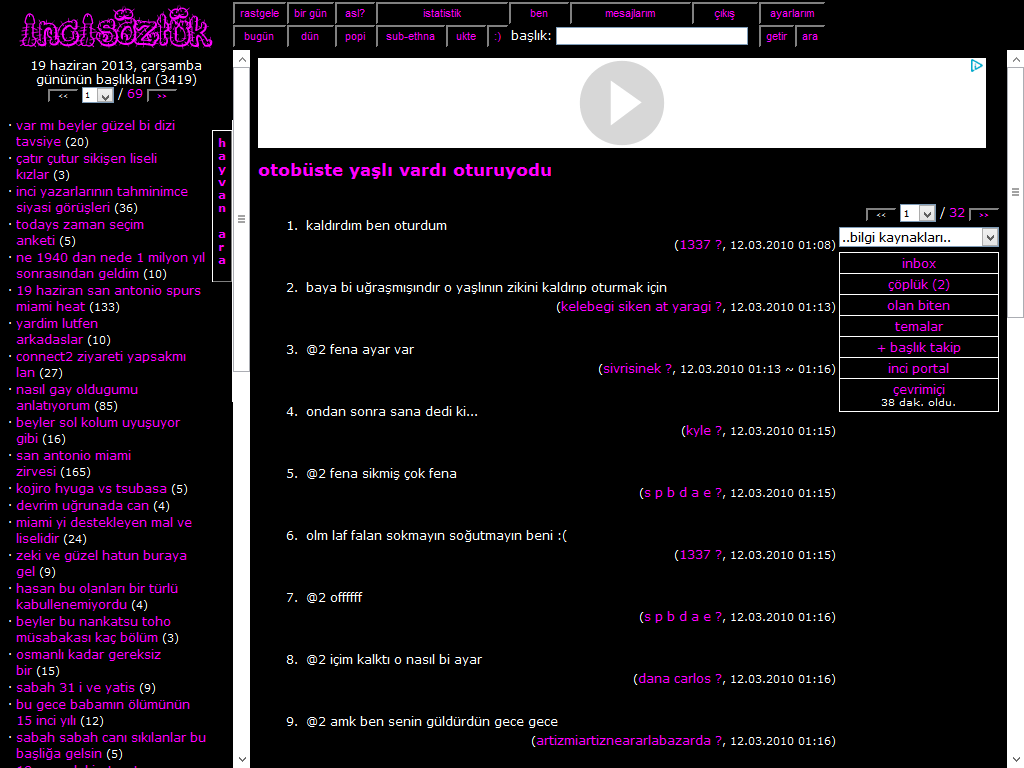 incisözlük
rastgele bir gün asl? istatistik ben mesajlarım çıkış ayarlarım
bugün dün popi sub-ethna ukte :) başlık: getir ara
19 haziran 2013, çarşamba
gününün başlıkları (3419)
<< 1 / 69 >>
· var mı beyler güzel bi dizi
tavsiye (20)
· çatır çutur sikişen liseli
kızlar (3)
· inci yazarlarının tahminimce
siyasi görüşleri (36)
· todays zaman seçim
anketi (5)
· ne 1940 dan nede 1 milyon yıl
sonrasından geldim (10)
· 19 haziran san antonio spurs
miami heat (133)
· yardim lutfen
arkadaslar (10)
· connect2 ziyareti yapsakmı
lan (27)
· nasıl gay oldugumu
anlatıyorum (85)
· beyler sol kolum uyuşuyor
gibi (16)
· san antonio miami
zirvesi (165)
· kojiro hyuga vs tsubasa (5)
· devrim uğrunada can (4)
· miami yi destekleyen mal ve
liselidir (24)
· zeki ve güzel hatun buraya
gel (9)
· hasan bu olanları bir türlü
kabullenemiyordu (4)
· beyler bu nankatsu toho
müsabakası kaç bölüm (3)
· osmanlı kadar gereksiz
bir (15)
· sabah 31 i ve yatis (9)
· bu gece babamın ölümünün
15 inci yılı (12)
· sabah sabah canı sıkılanlar bu
başliğa gelsin (5)
hayvan ara
otobüste yaşlı vardı oturuyodu
<< 1 / 32 >>
1. kaldırdım ben oturdum
(1337 ?, 12.03.2010 01:08)
2. baya bi uğraşmışındır o yaşlının zikini kaldırıp oturmak için
(kelebegi siken at yaragi ?, 12.03.2010 01:13)
3. @2 fena ayar var
(sivrisinek ?, 12.03.2010 01:13 ~ 01:16)
4. ondan sonra sana dedi ki...
(kyle ?, 12.03.2010 01:15)
5. @2 fena sikmiş çok fena
(s p b d a e ?, 12.03.2010 01:15)
6. olm laf falan sokmayın soğutmayın beni :(
(1337 ?, 12.03.2010 01:15)
7. @2 offffff
(s p b d a e ?, 12.03.2010 01:16)
8. @2 içim kalktı o nasıl bi ayar
(dana carlos ?, 12.03.2010 01:16)
9. @2 amk ben senin güldürdün gece gece
(artizmiartizneararlabazarda ?, 12.03.2010 01:16)
..bilgi kaynakları..
inbox
çöplük (2)
olan biten
temalar
+ başlık takip
inci portal
çevrimiçi
38 dak. oldu.